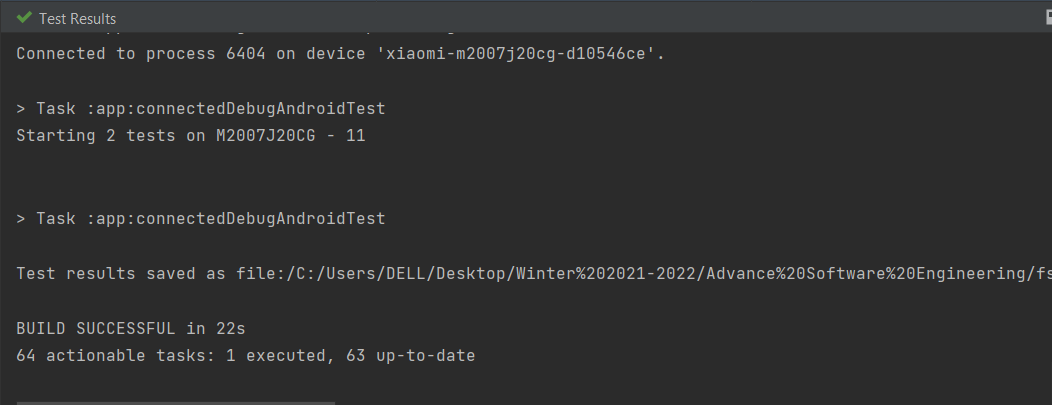 Test Results
Connected to process 6404 on device 'xiaomi-m2007j20cg-d10546ce'.
> Task :app:connectedDebugAndroidTest
Starting 2 tests on M2007J20CG - 11
> Task :app:connectedDebugAndroidTest
Test results saved as file:/C:/Users/DELL/Desktop/Winter%202021-2022/Advance%20Software%20Engineering/fs
BUILD SUCCESSFUL in 22s
64 actionable tasks: 1 executed, 63 up-to-date